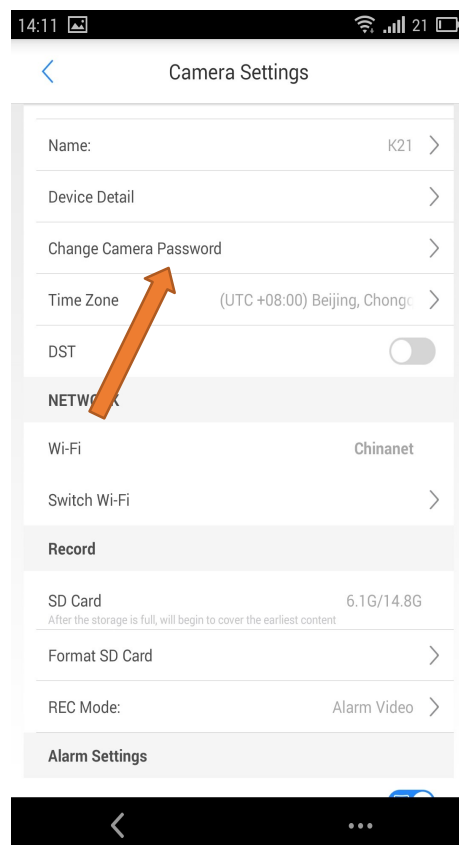 14:11 21
Camera Settings
Name: K21
Device Detail
Change Camera Password
Time Zone (UTC +08:00) Beijing, Chongq
DST
Wi-Fi Chinanet
Switch Wi-Fi
Record
SD Card 6.1G/14.8G
After the storage is full, will begin to cover the earliest content
Format SD Card
REC Mode: Alarm Video
Alarm Settings